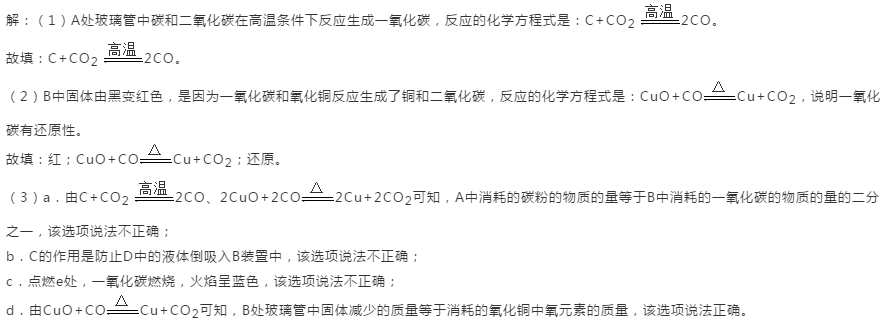 解：（1）A处玻璃管中碳和二氧化碳在高温条件下反应生成一氧化碳，反应的化学方程式是：C+CO₂ 高温 2CO。
故填：C+CO₂ 高温 2CO。
（2）B中固体由黑变红色，是因为一氧化碳和氧化铜反应生成了铜和二氧化碳，反应的化学方程式是：CuO+CO △ Cu+CO₂，说明一氧化
碳有还原性。
故填：红；CuO+CO △ Cu+CO₂；还原。
（3）a．由C+CO₂ 高温 2CO、2CuO+2CO △ 2Cu+2CO₂可知，A中消耗的碳粉的物质的量等于B中消耗的一氧化碳的物质的量的二分
之一，该选项说法不正确；
b．C的作用是防止D中的液体倒吸入B装置中，该选项说法不正确；
c．点燃e处，一氧化碳燃烧，火焰呈蓝色，该选项说法不正确；
d．由CuO+CO △ Cu+CO₂可知，B处玻璃管中固体减少的质量等于消耗的氧化铜中氧元素的质量，该选项说法正确。